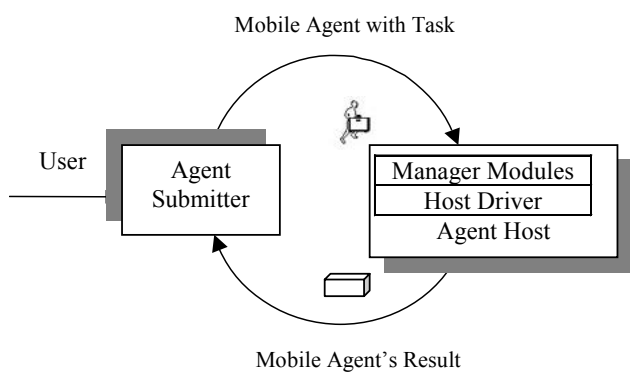 Mobile Agent with Task
User
Agent
Submitter
Manager Modules
Host Driver
Agent Host
Mobile Agent’s Result